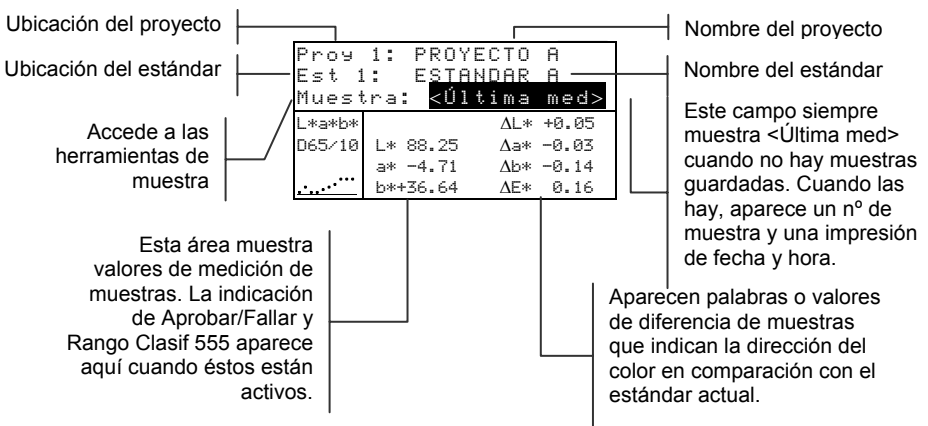 Ubicación del proyecto
Nombre del proyecto
Ubicación del estándar
Nombre del estándar
Proy 1: PROYECTO A
Est 1: ESTANDAR A
Muestra: <Última med>
L*a*b*
D65/10
L* 88.25
a* -4.71
b*+36.64
ΔL* +0.05
Δa* -0.03
Δb* -0.14
ΔE* 0.16
Accede a las
herramientas de
muestra
Este campo siempre
muestra <Última med>
cuando no hay muestras
guardadas. Cuando las
hay, aparece un nº de
muestra y una impresión
de fecha y hora.
Esta área muestra
valores de medición de
muestras. La indicación
de Aprobar/Fallar y
Rango Clasif 555 aparece
aquí cuando éstos están
activos.
Aparecen palabras o valores
de diferencia de muestras
que indican la dirección del
color en comparación con el
estándar actual.